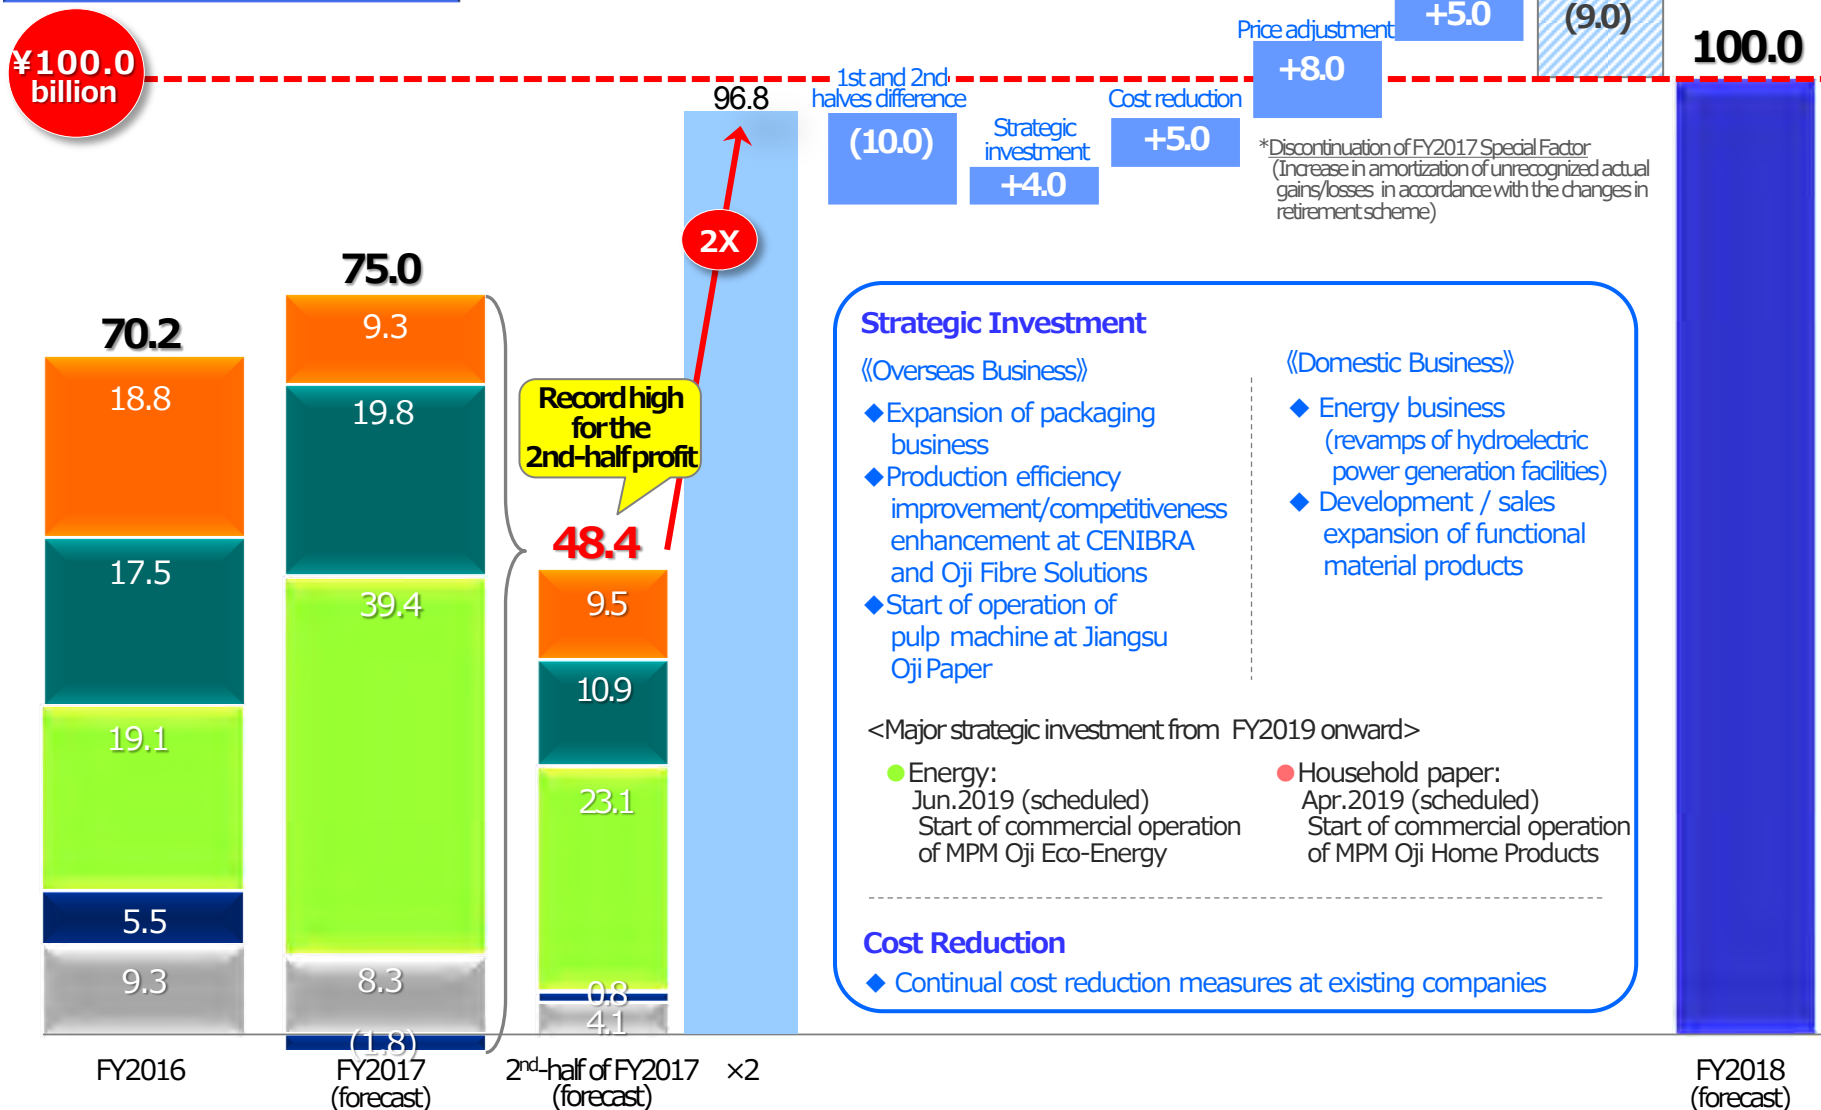 ¥100.0
billion
+5.0
(9.0)
Price adjustment
+8.0
100.0
96.8
1st and 2nd
halves difference
(10.0)
Strategic
investment
+4.0
Cost reduction
+5.0
*Discontinuation of FY2017 Special Factor
(Increase in amortization of unrecognized actual
gains/losses in accordance with the changes in
retirement scheme)
2X
70.2
18.8
17.5
19.1
5.5
9.3
75.0
9.3
19.8
39.4
8.3
(1.8)
Record high
for the
2nd-half profit
48.4
9.5
10.9
23.1
0.8
4.1
Strategic Investment
《Overseas Business》
◆Expansion of packaging
business
◆Production efficiency
improvement/competitiveness
enhancement at CENIBRA
and Oji Fibre Solutions
◆Start of operation of
pulp machine at Jiangsu
Oji Paper
《Domestic Business》
◆ Energy business
(revamps of hydroelectric
power generation facilities)
◆ Development / sales
expansion of functional
material products
<Major strategic investment from FY2019 onward>
●Energy:
Jun.2019 (scheduled)
Start of commercial operation
of MPM Oji Eco-Energy
●Household paper:
Apr.2019 (scheduled)
Start of commercial operation
of MPM Oji Home Products
Cost Reduction
◆ Continual cost reduction measures at existing companies
FY2016
FY2017
(forecast)
2nd-half of FY2017
(forecast)
×2
FY2018
(forecast)